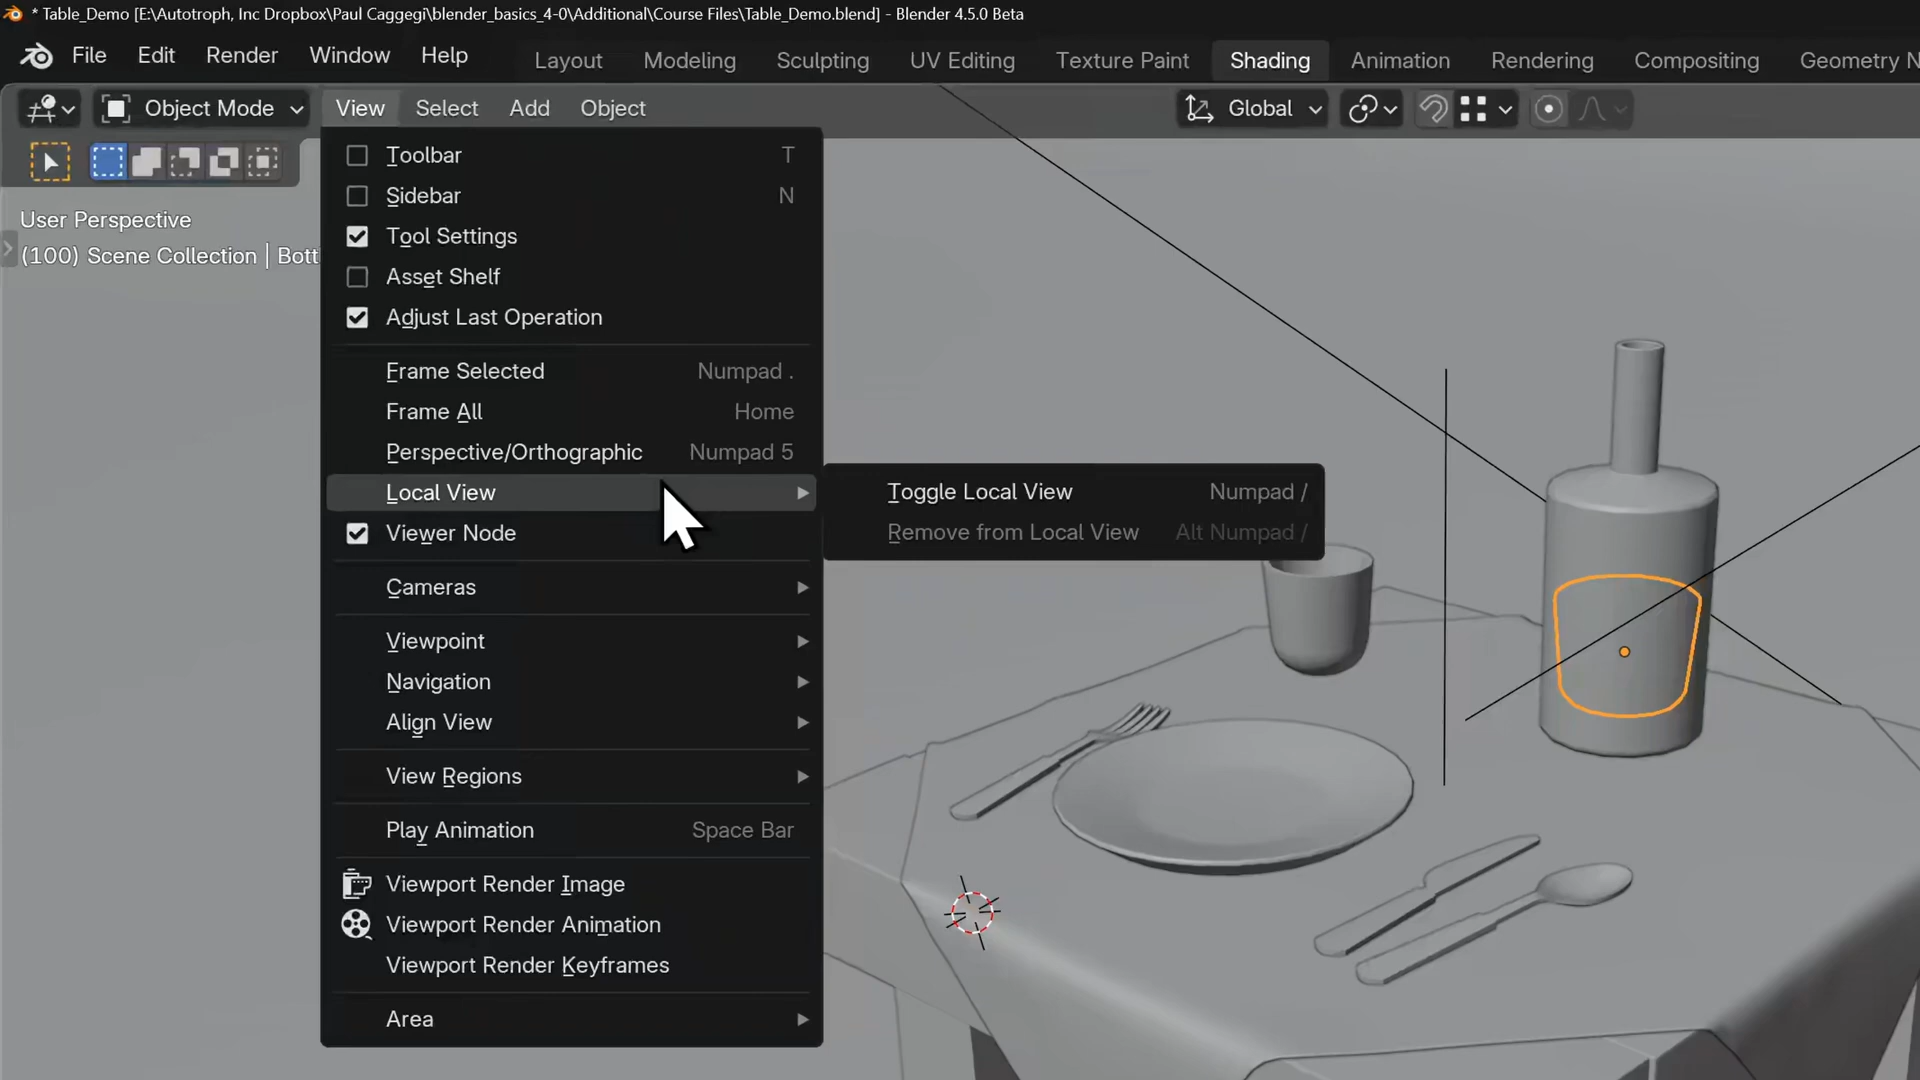 * Table_Demo [E:\Autotroph, Inc Dropbox\Paul Caggegi\blender_basics_4-0\Additional\Course Files\Table_Demo.blend] - Blender 4.5.0 Beta
File Edit Render Window Help Layout Modeling Sculpting UV Editing Texture Paint Shading Animation Rendering Compositing Geometry N
Object Mode View Select Add Object Global
Toolbar T
Sidebar N
User Perspective
Tool Settings
(100) Scene Collection | Bott
Asset Shelf
Adjust Last Operation
Frame Selected Numpad .
Frame All Home
Perspective/Orthographic Numpad 5
Local View
Toggle Local View Numpad /
Viewer Node
Remove from Local View Alt Numpad /
Cameras
Viewpoint
Navigation
Align View
View Regions
Play Animation Space Bar
Viewport Render Image
Viewport Render Animation
Viewport Render Keyframes
Area